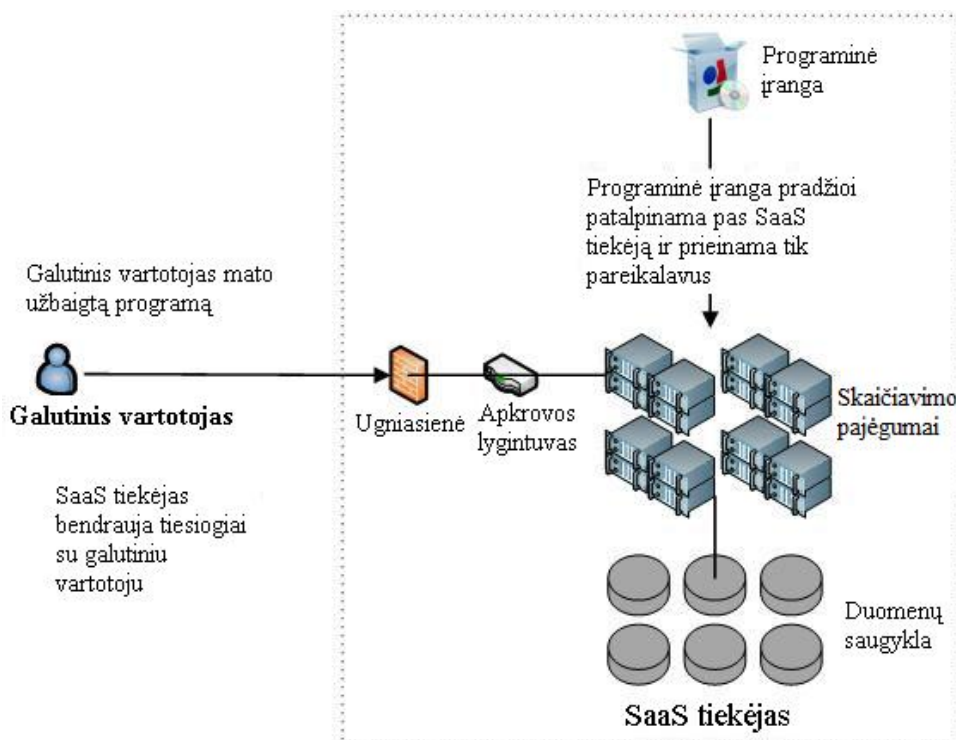 Programinė
įranga
Programinė įranga pradžioi
patalpinama pas SaaS
tiekėją ir prieinama tik
pareikalavus
Galutinis vartotojas mato
užbaigtą programą
Galutinis vartotojas
Ugniasienė
Apkrovos
lygintuvas
Skaičiavimo
pajėgumai
SaaS tiekėjas
bendrauja tiesiogiai
su galutiniu
vartotoju
Duomenų
saugykla
SaaS tiekėjas